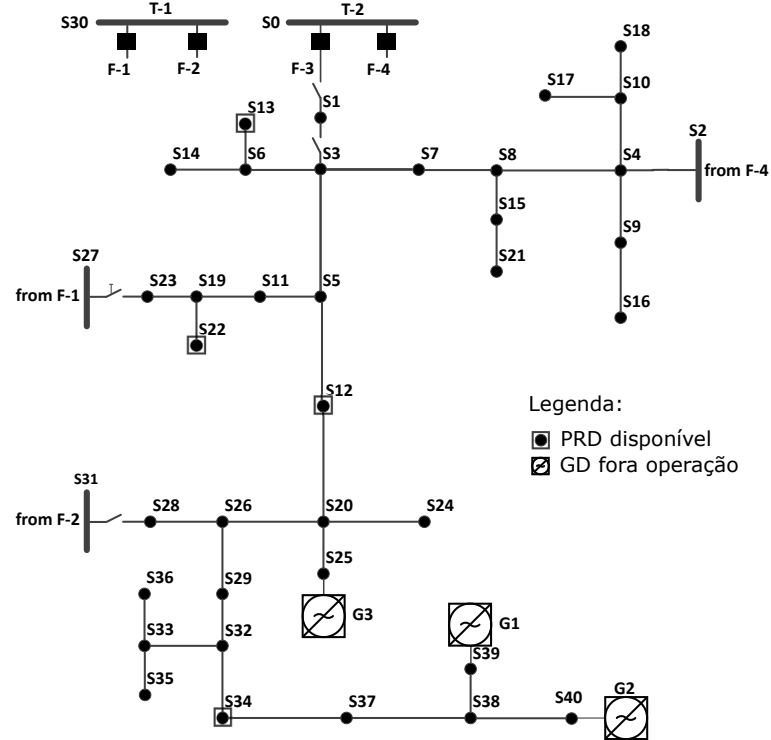 T-1
T-2
S30
S0
F-1
F-2
F-3
F-4
S18
S17
S10
S1
S13
S2
S14
S6
S3
S7
S8
S4
from F-4
S15
S9
S21
S27
S23
S19
S11
S5
from F-1
S16
S22
S12
Legenda:
PRD disponível
GD fora operação
S31
S28
S26
S20
S24
from F-2
S25
S36
S29
G3
G1
S33
S32
S39
S35
S34
S37
S38
S40
G2